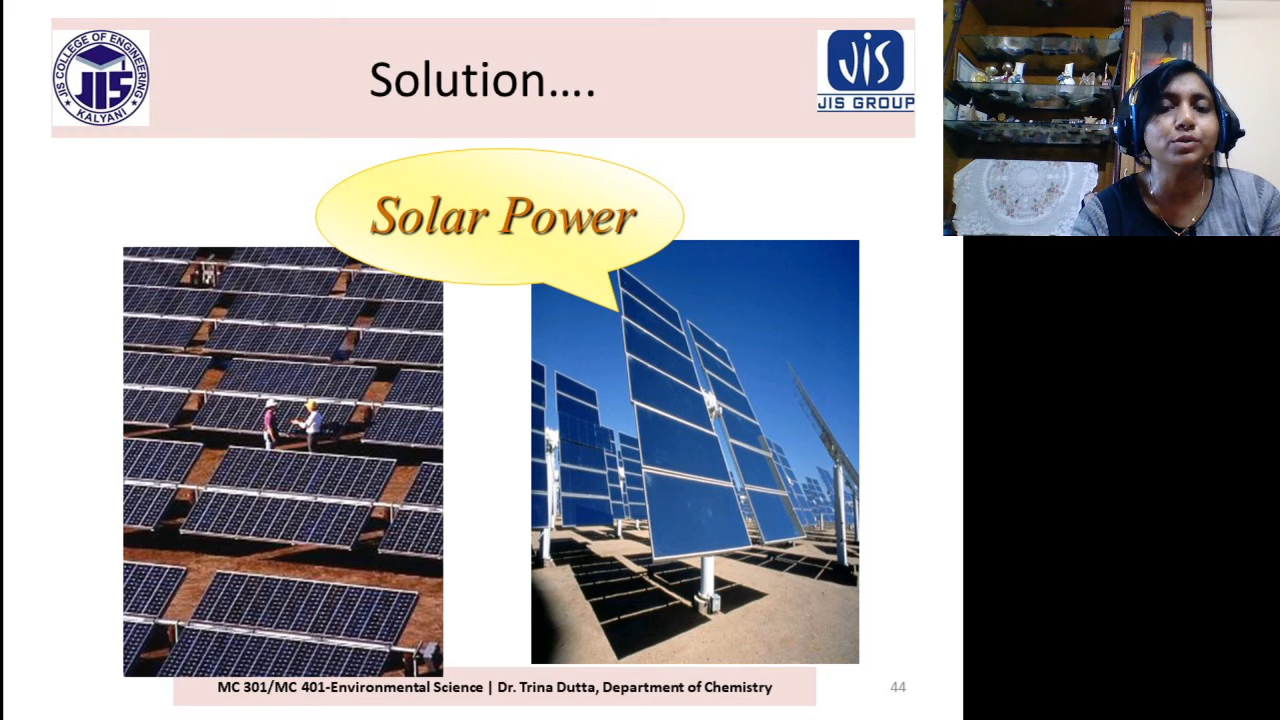 JIS COLLEGE OF ENGINEERING
JIS
KALYANI
Solution....
JIS
JIS GROUP
Solar Power
MC 301/MC 401-Environmental Science | Dr. Trina Dutta, Department of Chemistry
44